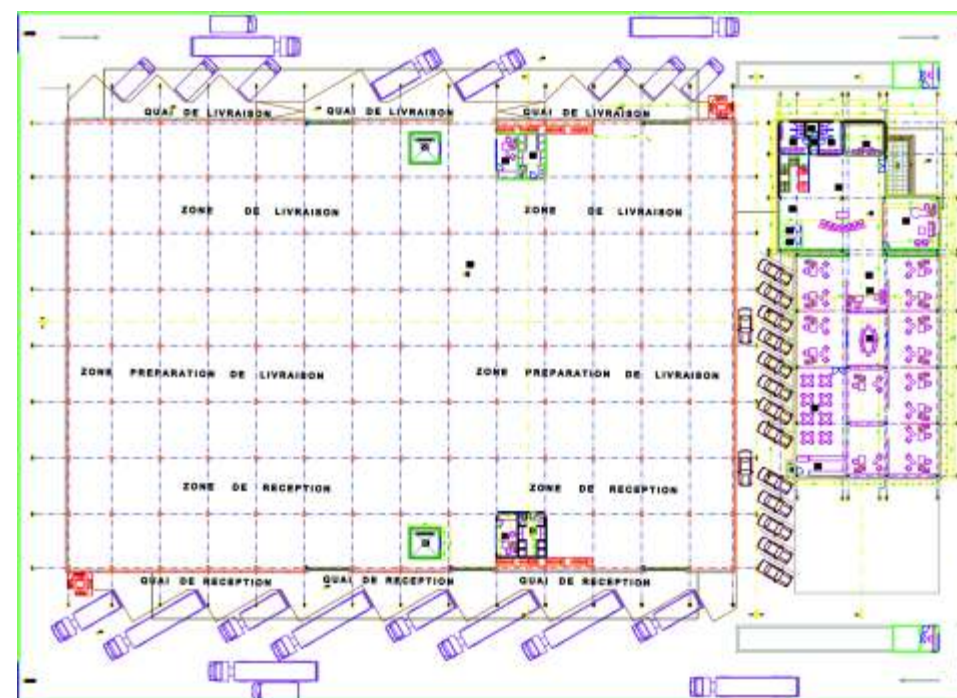 QUAI DE LIVRAISON QUAI DE LIVRAISON QUAI DE LIVRAISON
ZONE DE LIVRAISON ZONE DE LIVRAISON
ZONE PREPARATION DE LIVRAISON ZONE PREPARATION DE LIVRAISON
ZONE DE RECEPTION ZONE DE RECEPTION
QUAI DE RECEPTION QUAI DE RECEPTION QUAI DE RECEPTION